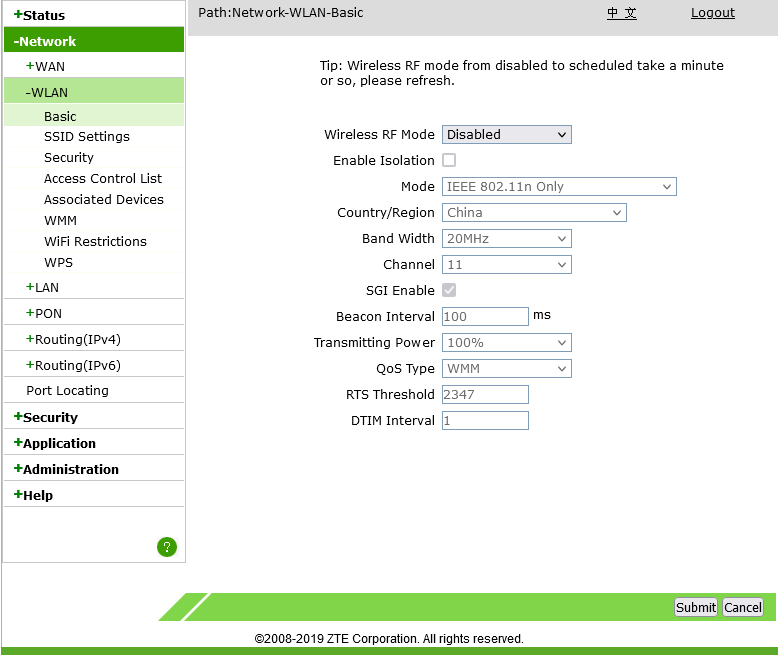 Path:Network-WLAN-Basic
中 文
Logout
+Status
-Network
+WAN
-WLAN
Basic
SSID Settings
Security
Access Control List
Associated Devices
WMM
WiFi Restrictions
WPS
+LAN
+PON
+Routing(IPv4)
+Routing(IPv6)
Port Locating
+Security
+Application
+Administration
+Help
?
Tip: Wireless RF mode from disabled to scheduled take a minute
or so, please refresh.
Wireless RF Mode Disabled
Enable Isolation
Mode IEEE 802.11n Only
Country/Region China
Band Width 20MHz
Channel 11
SGI Enable
Beacon Interval 100 ms
Transmitting Power 100%
QoS Type WMM
RTS Threshold 2347
DTIM Interval 1
Submit Cancel
©2008-2019 ZTE Corporation. All rights reserved.